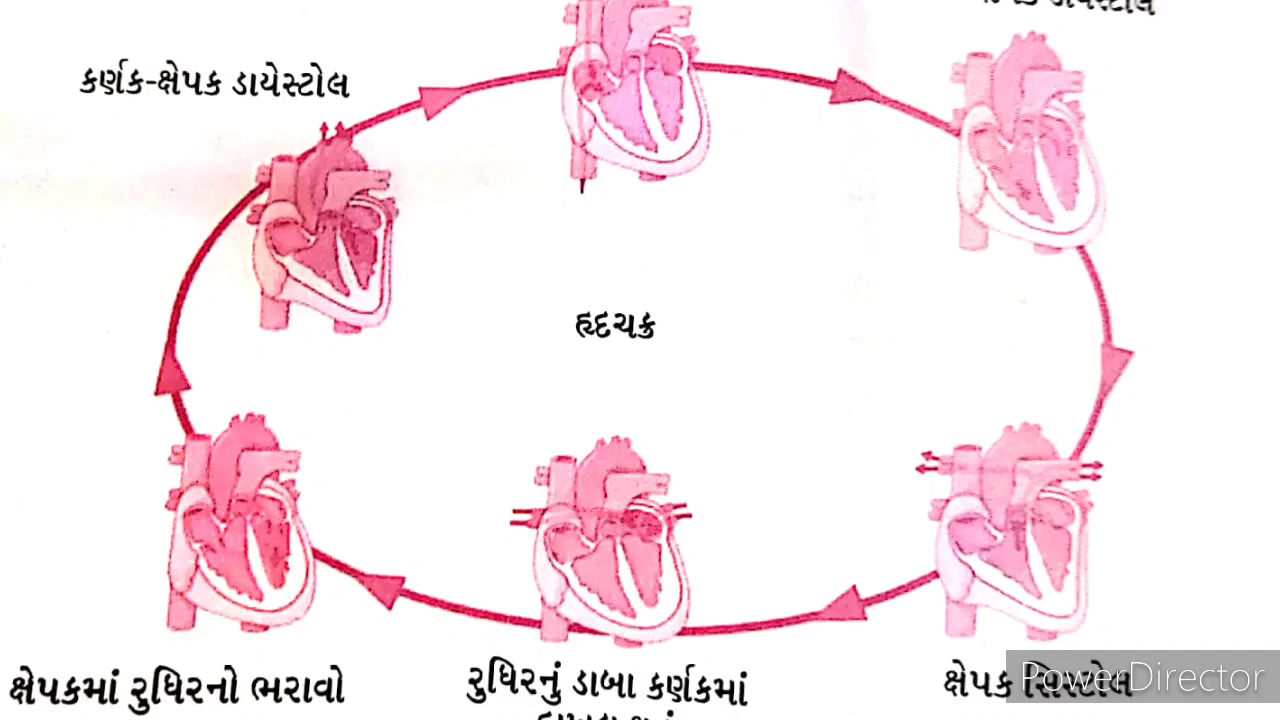 ડાયેસ્ટોલ
કર્ણક-ક્ષેપક ડાયેસ્ટોલ
હૃદચક્ર
ક્ષેપકમાં રુધિરનો ભરાવો
રુધિરનું ડાબા કર્ણકમાં
ક્ષેપક સિસ્ટોલ
PowerDirector